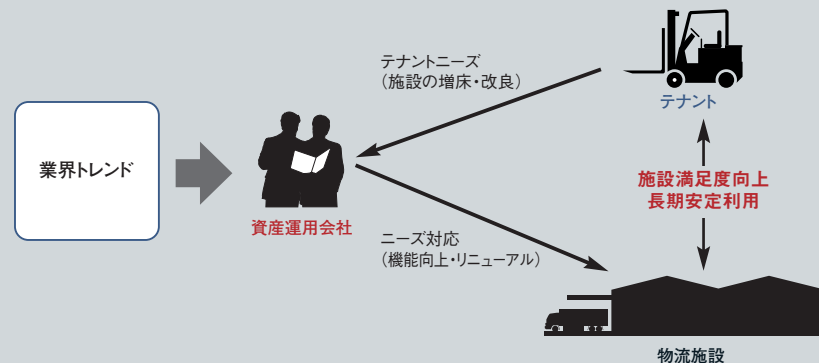 業界トレンド
資産運用会社
テナントニーズ
（施設の増床・改良）
ニーズ対応
（機能向上・リニューアル）
テナント
施設満足度向上
長期安定利用
物流施設